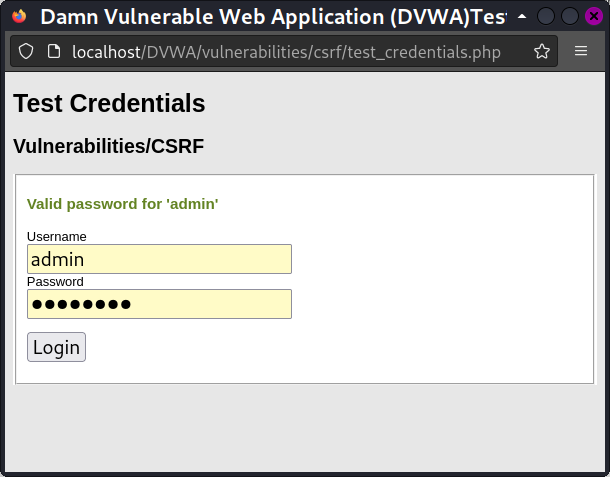 Damn Vulnerable Web Application (DVWA)Test
localhost/DVWA/vulnerabilities/csrf/test_credentials.php
Test Credentials
Vulnerabilities/CSRF
Valid password for 'admin'
Username
admin
Password
●●●●●●●●
Login